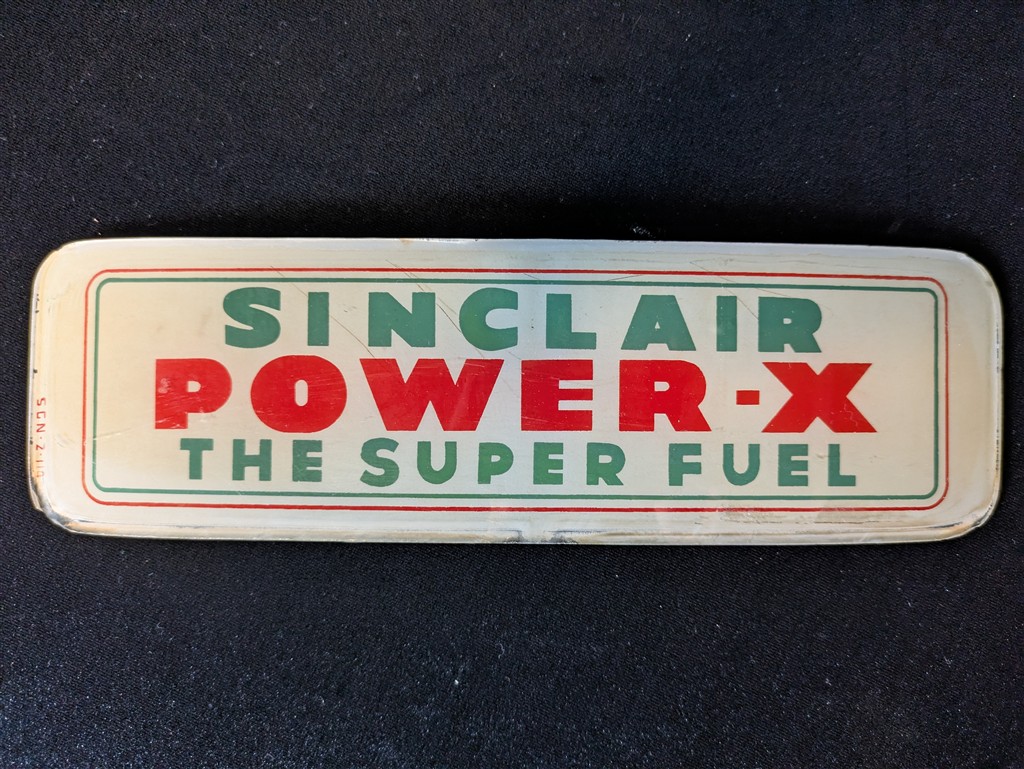 SINCLAIR
POWER-X
THE SUPER FUEL